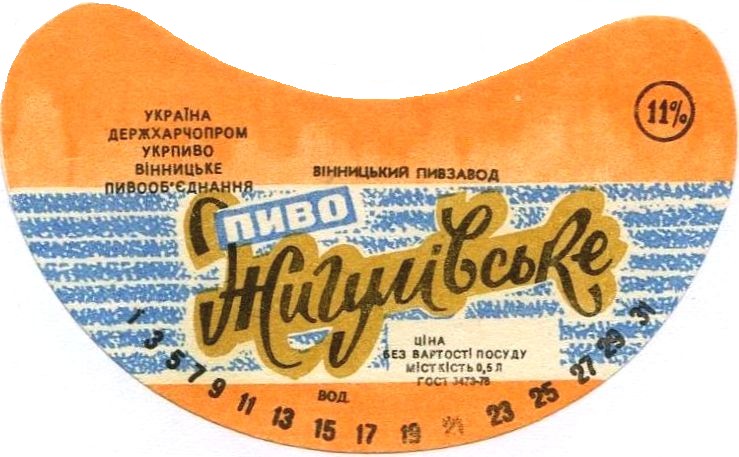 УКРАЇНА
ДЕРЖХАРЧОПРОМ
УКРПИВО
ВІННИЦЬКЕ
ПИВООБ'ЄДНАННЯ
11%
ВІННИЦЬКИЙ ПИВЗАВОД
ПИВО
Жигулівське
ЦІНА
БЕЗ ВАРТОСТІ ПОСУДУ
МІСТКІСТЬ 0,5 Л
ГОСТ 3473-78
ВОД.
1 3 5 7 9 11 13 15 17 19 21 23 25 27 29 31